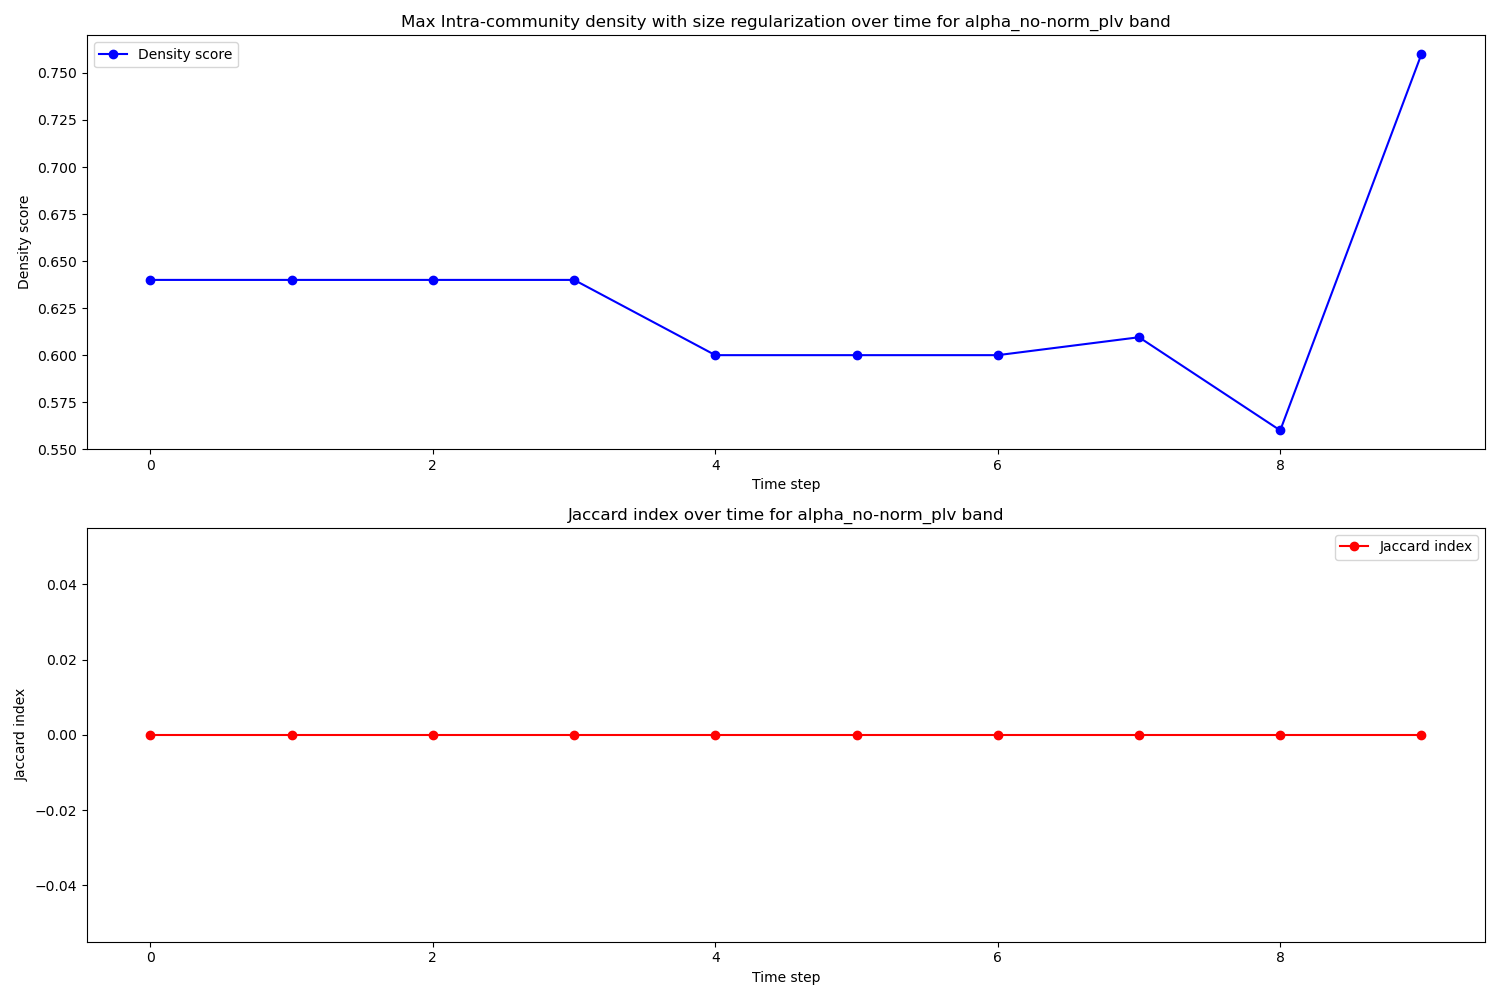 Max Intra-community density with size regularization over time for alpha_no-norm_plv band
Density score
0.750
0.725
0.700
0.675
0.650
0.625
0.600
0.575
0.550
Density score
0 2 4 6 8
Time step
Jaccard index over time for alpha_no-norm_plv band
Jaccard index
0.04
0.02
0.00
−0.02
−0.04
Jaccard index
0 2 4 6 8
Time step